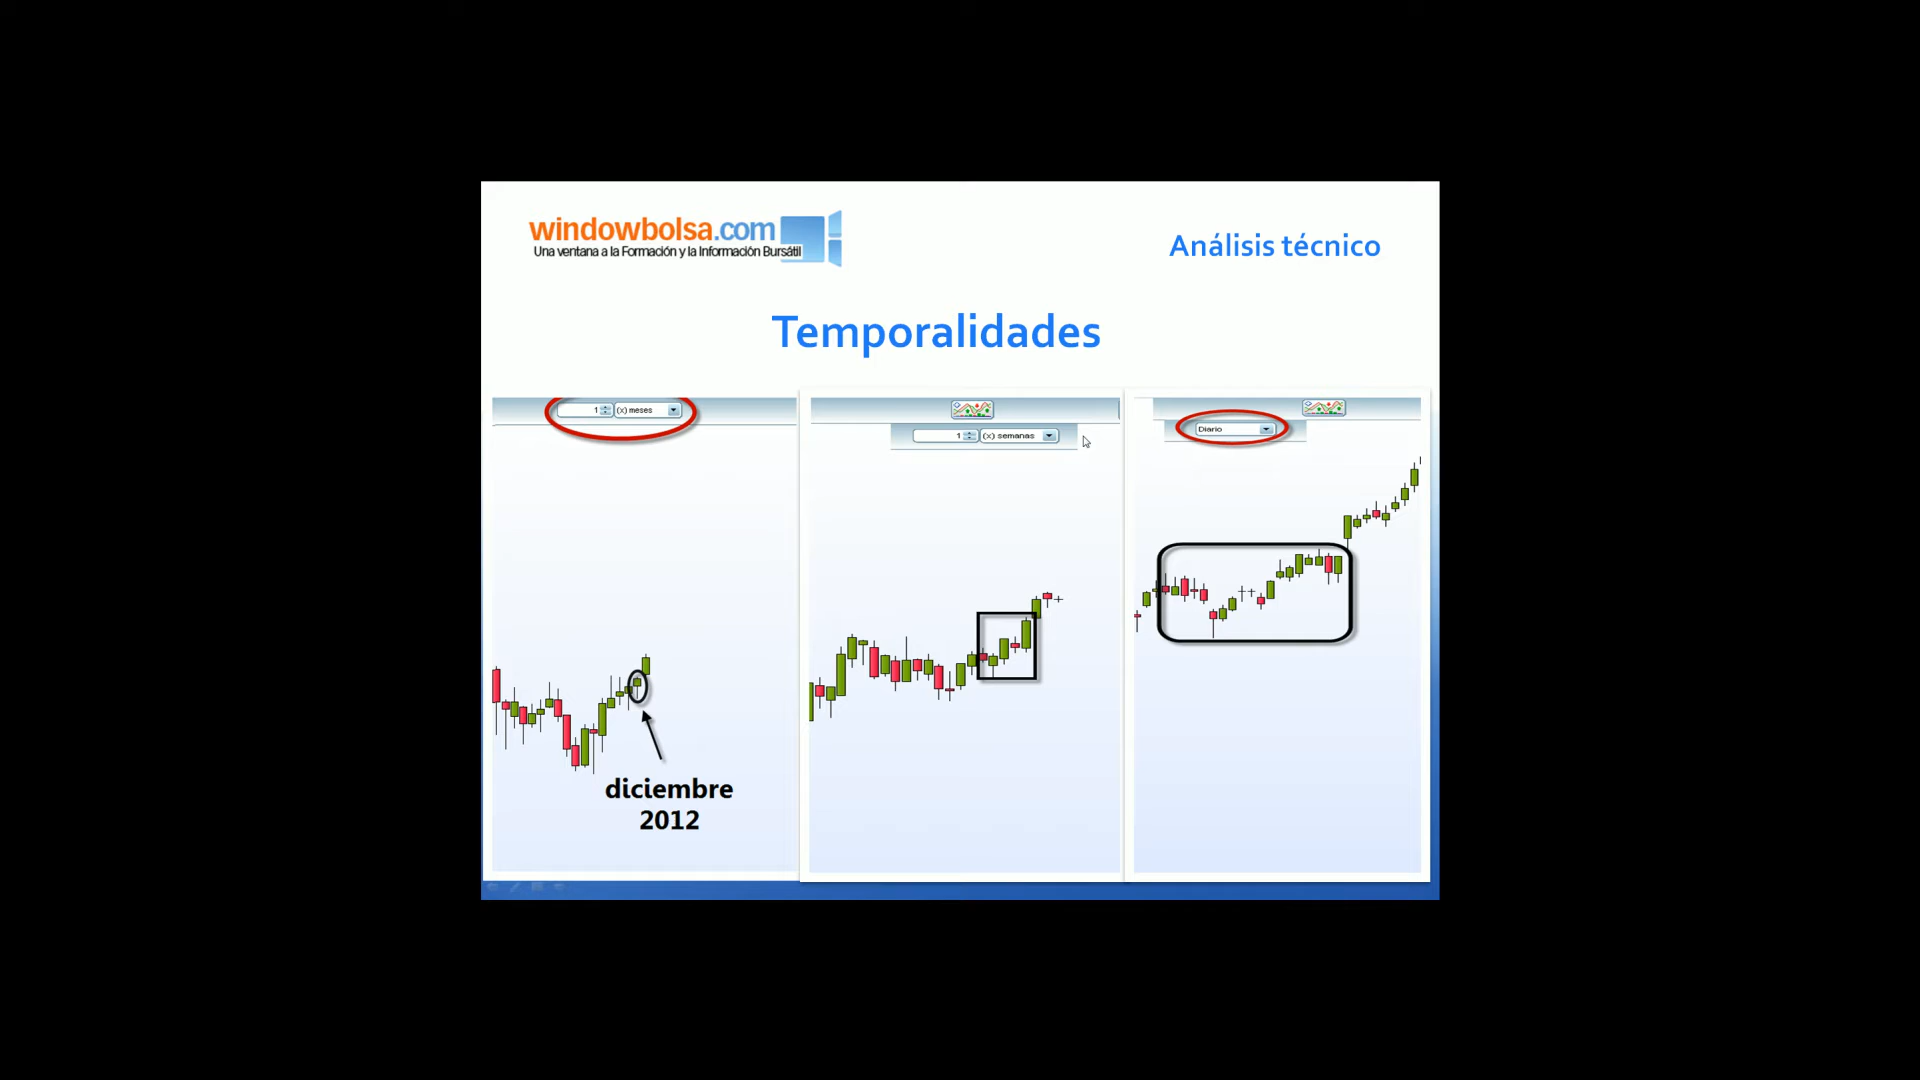 windowbolsa.com
Una ventana a la Formación y la Información Bursátil
Análisis técnico
Temporalidades
1 (x) meses
1 (x) semanas
Diario
diciembre
2012